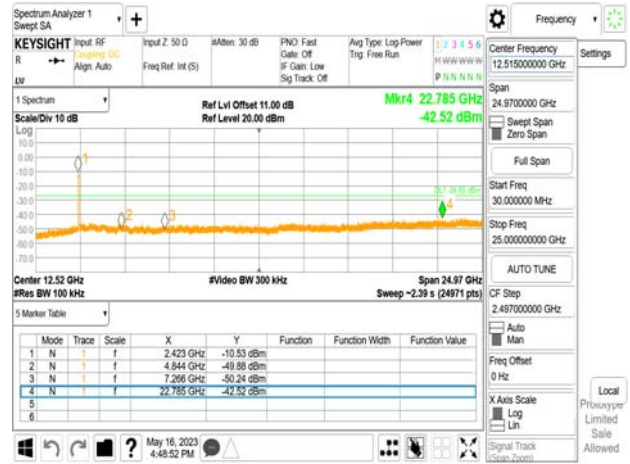 Spectrum Analyzer 1
Swept SA
+
Frequency
KEYSIGHT Input: RF Input Z: 50 Ω #Atten: 30 dB PNO: Fast Avg Type: Log-Power 1 2 3 4 5 6
R Coupling: DC Gate: Off Trig: Free Run M W W W W W
Align: Auto Freq Ref: Int (S) IF Gain: Low P N N N N N
Sig Track: Off
1 Spectrum
Scale/Div 10 dB
Log
Ref Lvl Offset 11.00 dB
Ref Level 20.00 dBm
Mkr4 22.785 GHz
-42.52 dBm
10.0
0.00
-10.0
-20.0
-30.0
-40.0
-50.0
-60.0
-70.0
1
2
3
4
Center 12.52 GHz #Video BW 300 kHz Span 24.97 GHz
#Res BW 100 kHz Sweep ~2.39 s (24971 pts)
5 Marker Table
Mode Trace Scale X Y Function Function Width Function Value
1 N 1 f 2.423 GHz -10.53 dBm
2 N 1 f 4.844 GHz -49.88 dBm
3 N 1 f 7.266 GHz -50.24 dBm
4 N 1 f 22.785 GHz -42.52 dBm
5
6
May 16, 2023
4:48:52 PM
?
Center Frequency
12.515000000 GHz
Settings
Span
24.9700000 GHz
Swept Span
Zero Span
Full Span
Start Freq
30.000000 MHz
Stop Freq
25.000000000 GHz
AUTO TUNE
CF Step
2.497000000 GHz
Auto
Man
Freq Offset
0 Hz
X Axis Scale
Log
Lin
Signal Track
(Span Zoom)
Local
Prototype
Limited
Sale
Allowed